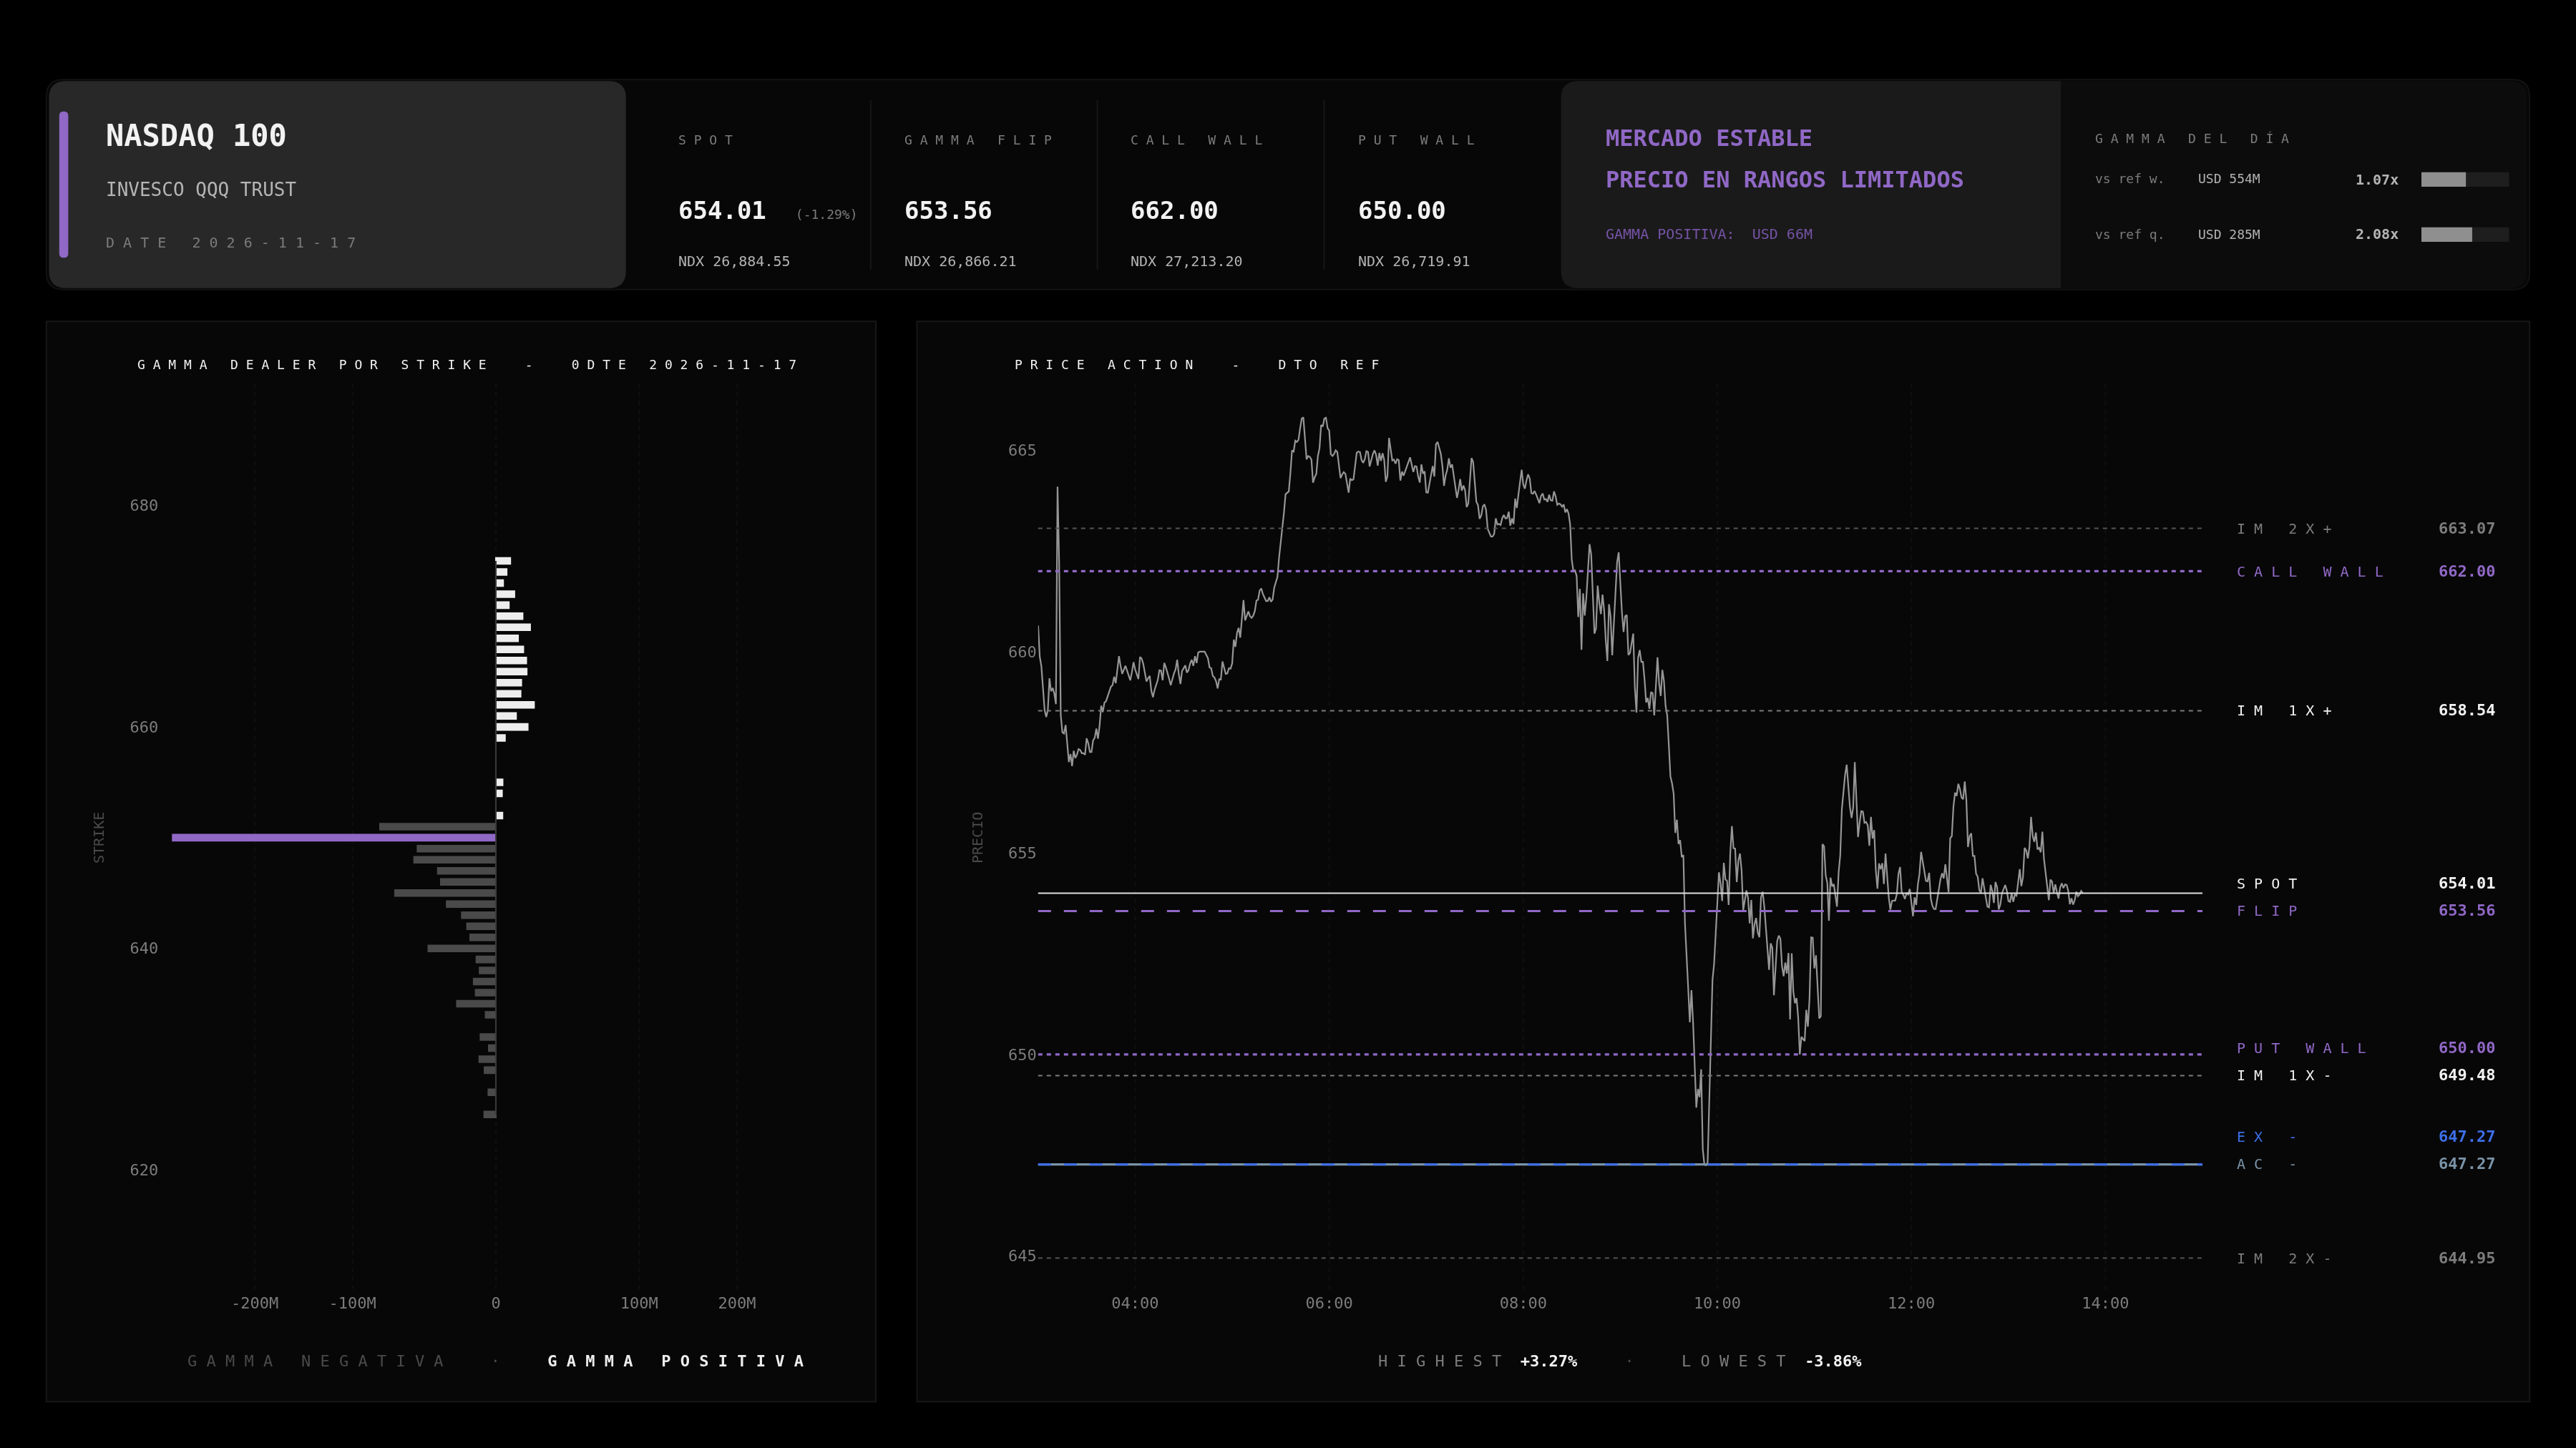 NASDAQ 100
INVESCO QQQ TRUST
DATE 2026-11-17
SPOT
654.01 (-1.29%)
NDX 26,884.55
GAMMA FLIP
653.56
NDX 26,866.21
CALL WALL
662.00
NDX 27,213.20
PUT WALL
650.00
NDX 26,719.91
MERCADO ESTABLE
PRECIO EN RANGOS LIMITADOS
GAMMA POSITIVA: USD 66M
GAMMA DEL DÍA
vs ref w. USD 554M 1.07x
vs ref q. USD 285M 2.08x
GAMMA DEALER POR STRIKE - 0DTE 2026-11-17
STRIKE
680
660
640
620
-200M -100M 0 100M 200M
GAMMA NEGATIVA · GAMMA POSITIVA
PRICE ACTION - DTO REF
PRECIO
665
660
655
650
645
04:00 06:00 08:00 10:00 12:00 14:00
IM 2X+ 663.07
CALL WALL 662.00
IM 1X+ 658.54
SPOT 654.01
FLIP 653.56
PUT WALL 650.00
IM 1X- 649.48
EX - 647.27
AC - 647.27
IM 2X- 644.95
HIGHEST +3.27% · LOWEST -3.86%